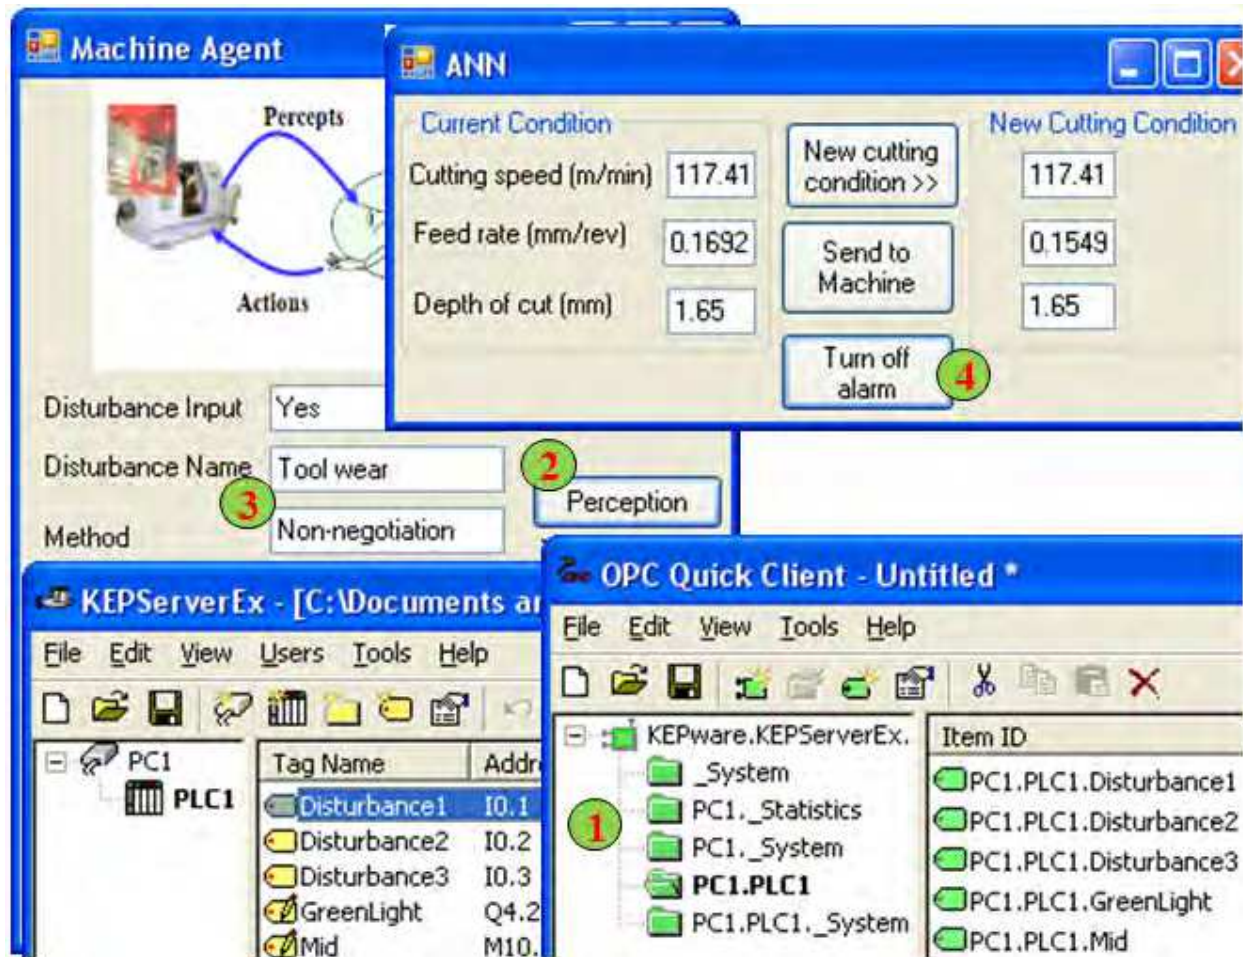 Machine Agent
Percepts
Actions
Disturbance Input Yes
Disturbance Name Tool wear
2
Perception
3
Method Non-negotiation
ANN
Current Condition
New Cutting Condition
Cutting speed (m/min) 117.41
New cutting
condition >>
117.41
Feed rate (mm/rev) 0.1692
Send to
Machine
0.1549
Depth of cut (mm) 1.65
1.65
Turn off
alarm
4
KEPServerEx - [C:\Documents an
File Edit View Users Tools Help
PC1
PLC1
Tag Name Addr
Disturbance1 I0.1
Disturbance2 I0.2
Disturbance3 I0.3
GreenLight Q4.2
Mid M10.
OPC Quick Client - Untitled *
File Edit View Tools Help
KEPware.KEPServerEx.
_System
1
PC1._Statistics
PC1._System
PC1.PLC1
PC1.PLC1._System
Item ID
PC1.PLC1.Disturbance1
PC1.PLC1.Disturbance2
PC1.PLC1.Disturbance3
PC1.PLC1.GreenLight
PC1.PLC1.Mid